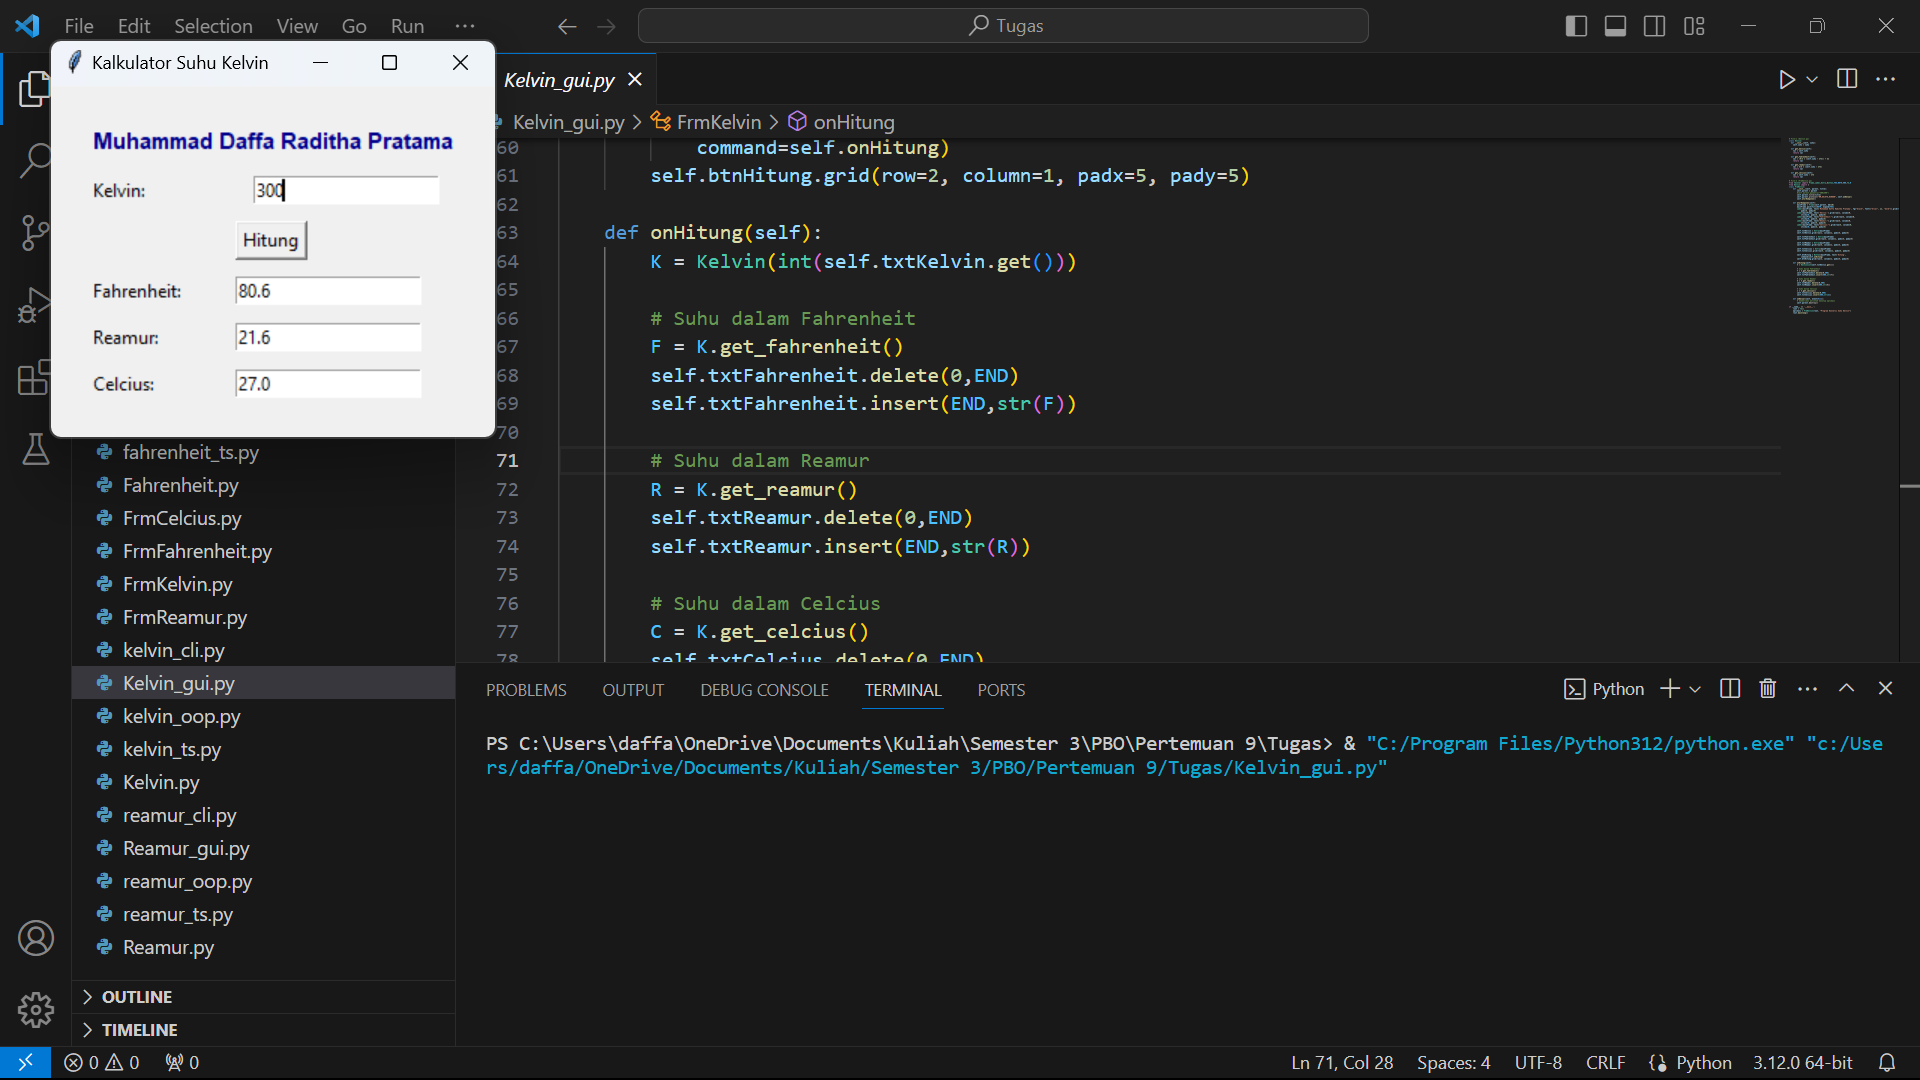 File Edit Selection View Go Run ···
Tugas
Kalkulator Suhu Kelvin
Muhammad Daffa Raditha Pratama
Kelvin: 300
Hitung
Fahrenheit: 80.6
Reamur: 21.6
Celcius: 27.0
fahrenheit_ts.py
Fahrenheit.py
FrmCelcius.py
FrmFahrenheit.py
FrmKelvin.py
FrmReamur.py
kelvin_cli.py
Kelvin_gui.py
kelvin_oop.py
kelvin_ts.py
Kelvin.py
reamur_cli.py
Reamur_gui.py
reamur_oop.py
reamur_ts.py
Reamur.py
OUTLINE
TIMELINE
Kelvin_gui.py
Kelvin_gui.py > FrmKelvin > onHitung
60 command=self.onHitung)
61 self.btnHitung.grid(row=2, column=1, padx=5, pady=5)
62
63 def onHitung(self):
64 K = Kelvin(int(self.txtKelvin.get()))
65
66 # Suhu dalam Fahrenheit
67 F = K.get_fahrenheit()
68 self.txtFahrenheit.delete(0,END)
69 self.txtFahrenheit.insert(END,str(F))
70
71 # Suhu dalam Reamur
72 R = K.get_reamur()
73 self.txtReamur.delete(0,END)
74 self.txtReamur.insert(END,str(R))
75
76 # Suhu dalam Celcius
77 C = K.get_celcius()
78 self.txtCelcius.delete(0,END)
PROBLEMS OUTPUT DEBUG CONSOLE TERMINAL PORTS
Python
PS C:\Users\daffa\OneDrive\Documents\Kuliah\Semester 3\PBO\Pertemuan 9\Tugas> & "C:/Program Files/Python312/python.exe" "c:/Use
rs/daffa/OneDrive/Documents/Kuliah/Semester 3/PBO/Pertemuan 9/Tugas/Kelvin_gui.py"
0 0 0
Ln 71, Col 28 Spaces: 4 UTF-8 CRLF Python 3.12.0 64-bit